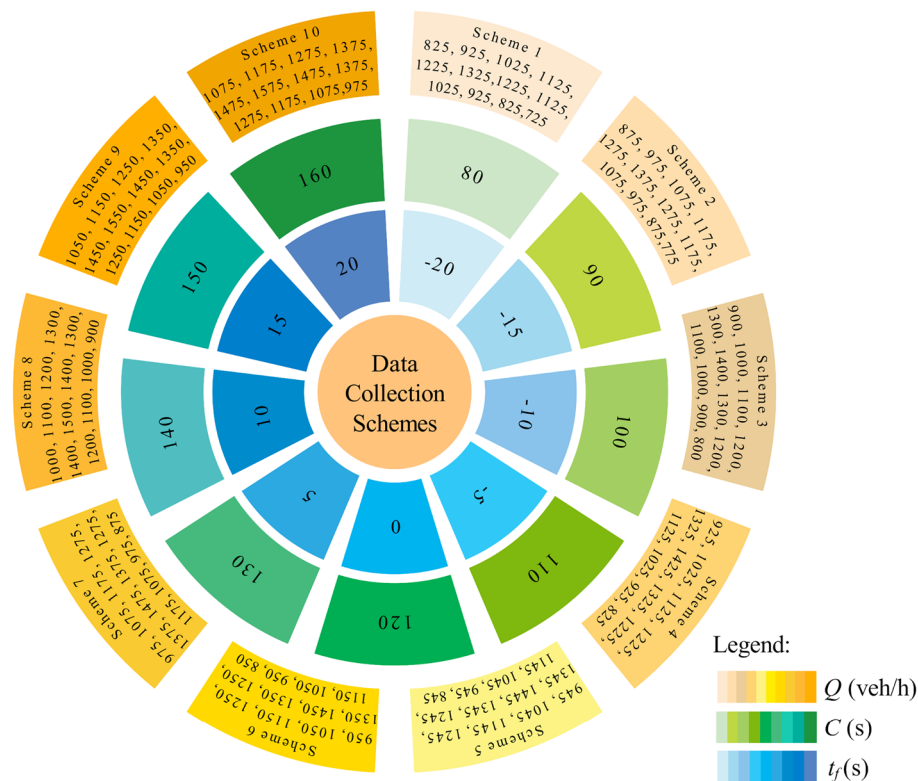 Scheme 1
825, 925, 1025, 1125,
1225, 1325,1225, 1125,
1025, 925, 825,725
Scheme 2
875, 975, 1075, 1175,
1275, 1375, 1275, 1175,
1075, 975, 875,775
Scheme 3
900, 1000, 1100, 1200,
1300, 1400, 1300, 1200,
1100, 1000, 900, 800
Scheme 4
925, 1025, 1125, 1225,
1325, 1425, 1325, 1225,
1125, 1025, 925, 825
Scheme 5
945, 1045, 1145, 1245,
1345, 1445, 1345, 1245,
1145, 1045, 945, 845
Scheme 6
950, 1050, 1150, 1250,
1350, 1450, 1350, 1250,
1150, 1050, 950, 850
Scheme 7
975, 1075, 1175, 1275,
1375, 1475, 1375, 1275,
1175, 1075, 975, 875
Scheme 8
1000, 1100, 1200, 1300,
1400, 1500, 1400, 1300,
1200, 1100, 1000, 900
Scheme 9
1050, 1150, 1250, 1350,
1450, 1550, 1450, 1350,
1250, 1150, 1050, 950
Scheme 10
1075, 1175, 1275, 1375,
1475, 1575, 1475, 1375,
1275, 1175, 1075,975
80
90
100
110
120
130
140
150
160
-20
-15
-10
-5
0
5
10
15
20
Data
Collection
Schemes
Legend:
Q (veh/h)
C (s)
t_f (s)